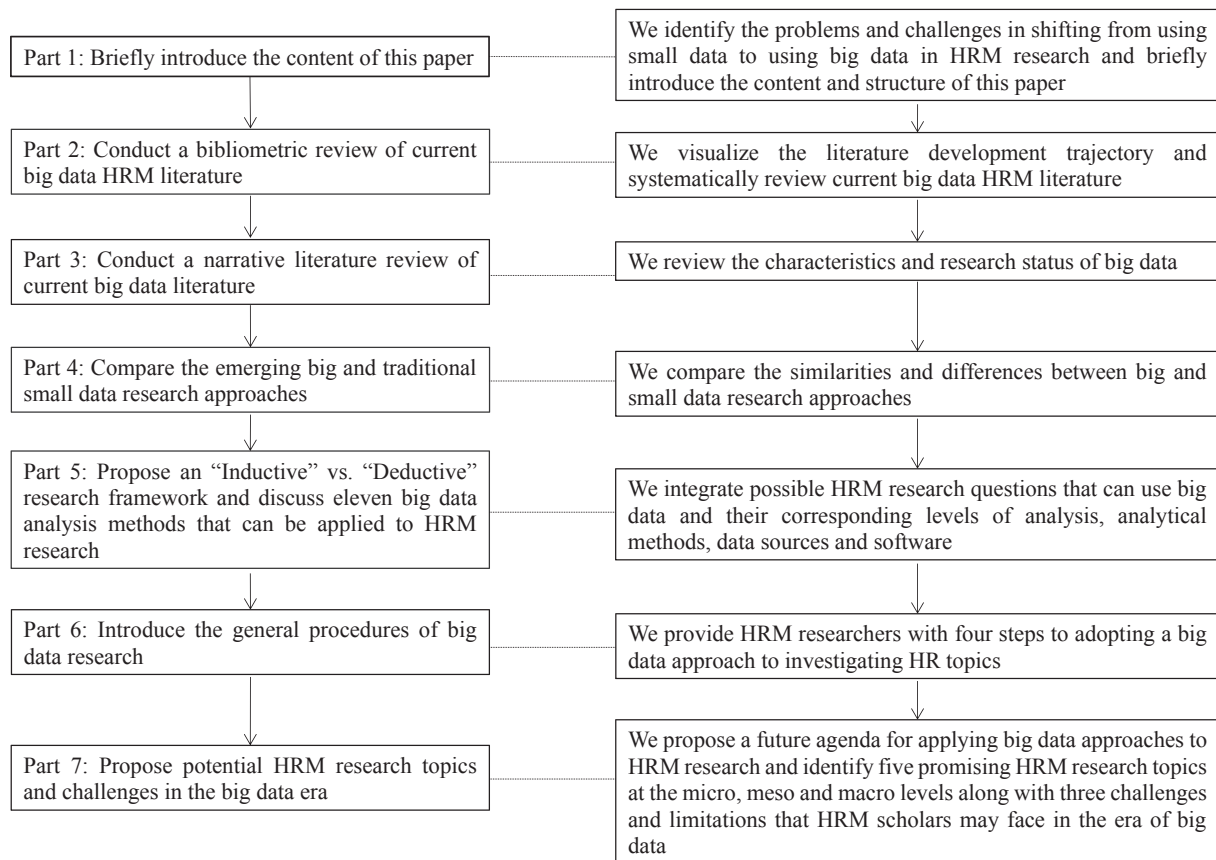 Part 1: Briefly introduce the content of this paper
We identify the problems and challenges in shifting from using
small data to using big data in HRM research and briefly
introduce the content and structure of this paper
Part 2: Conduct a bibliometric review of current
big data HRM literature
We visualize the literature development trajectory and
systematically review current big data HRM literature
Part 3: Conduct a narrative literature review of
current big data literature
We review the characteristics and research status of big data
Part 4: Compare the emerging big and traditional
small data research approaches
We compare the similarities and differences between big and
small data research approaches
Part 5: Propose an “Inductive” vs. “Deductive”
research framework and discuss eleven big data
analysis methods that can be applied to HRM
research
We integrate possible HRM research questions that can use big
data and their corresponding levels of analysis, analytical
methods, data sources and software
Part 6: Introduce the general procedures of big
data research
We provide HRM researchers with four steps to adopting a big
data approach to investigating HR topics
Part 7: Propose potential HRM research topics
and challenges in the big data era
We propose a future agenda for applying big data approaches to
HRM research and identify five promising HRM research topics
at the micro, meso and macro levels along with three challenges
and limitations that HRM scholars may face in the era of big
data